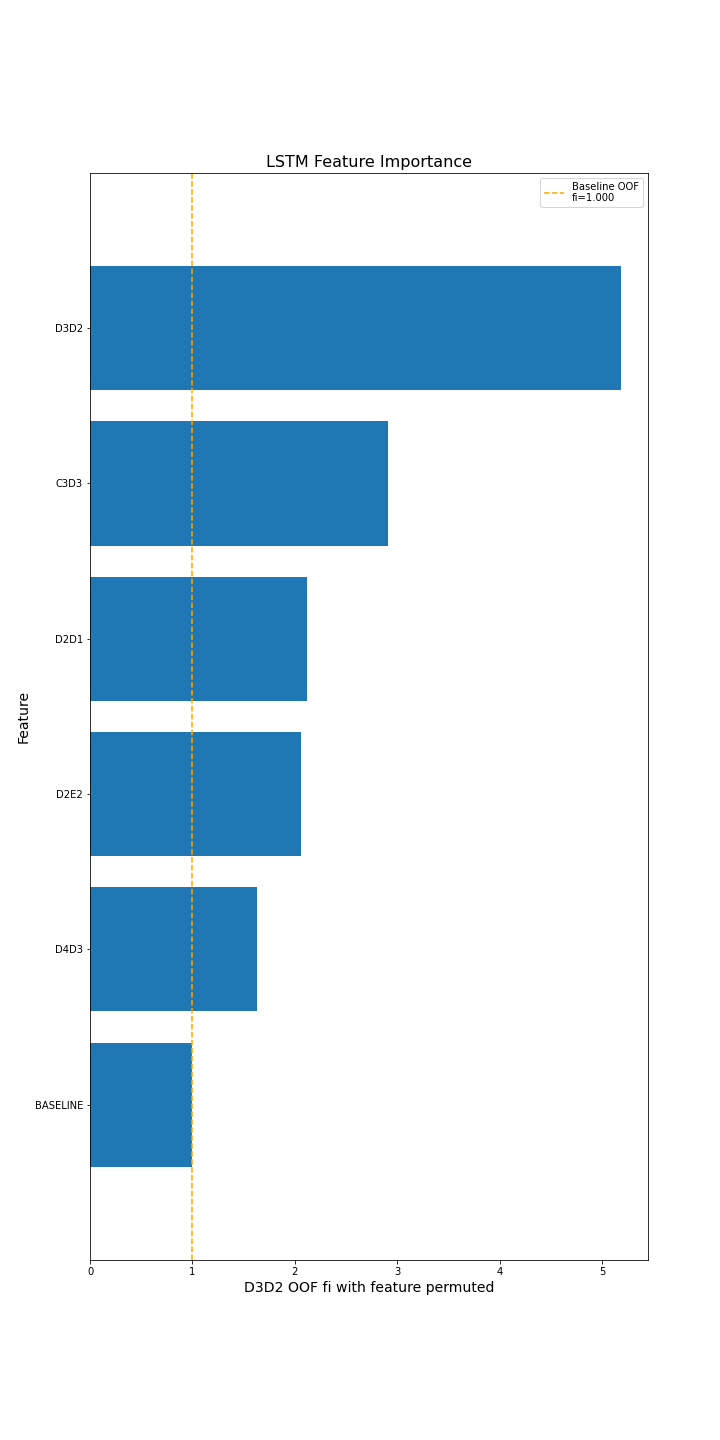 LSTM Feature Importance
Baseline OOF
fi=1.000
D3D2
C3D3
D2D1
D2E2
D4D3
BASELINE
Feature
0 1 2 3 4 5
D3D2 OOF fi with feature permuted